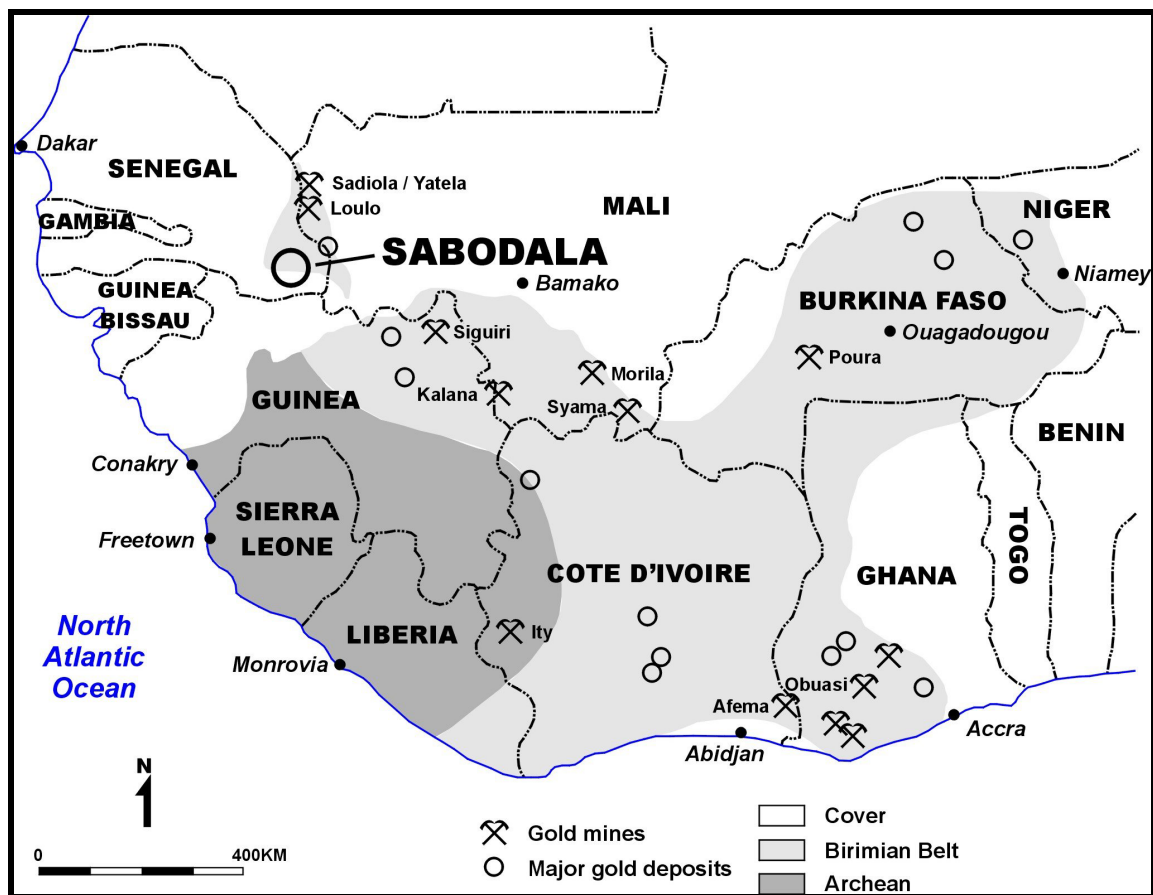 Dakar
SENEGAL
Sadiola / Yatela
Loulo
MALI
NIGER
GAMBIA
SABODALA
Bamako
Niamey
GUINEA
BISSAU
BURKINA FASO
Ouagadougou
Siguiri
Poura
Morila
Kalana
Syama
GUINEA
BENIN
Conakry
SIERRA
LEONE
Freetown
TOGO
COTE D'IVOIRE
GHANA
North
Atlantic
Ocean
LIBERIA
Ity
Monrovia
Obuasi
Afema
Accra
Abidjan
N
0 400KM
Gold mines
Major gold deposits
Cover
Birimian Belt
Archean